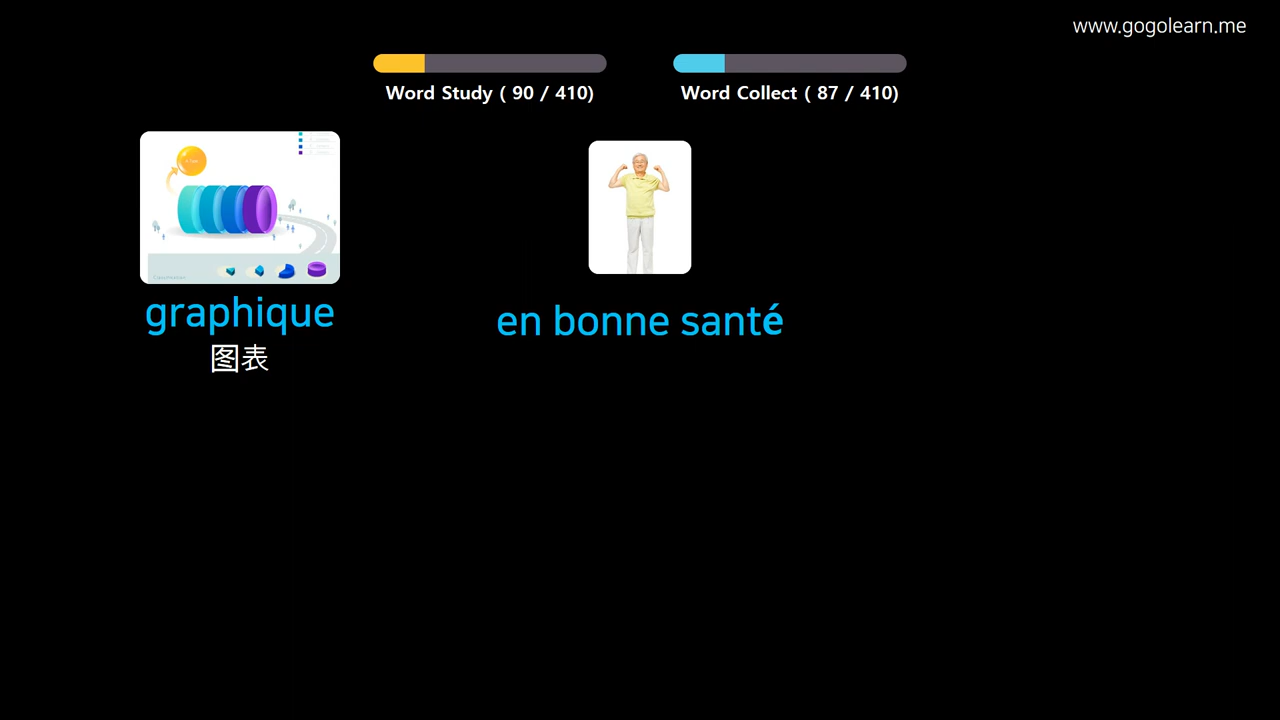 www.gogolearn.me
Word Study ( 90 / 410)
Word Collect ( 87 / 410)
graphique
图表
en bonne santé